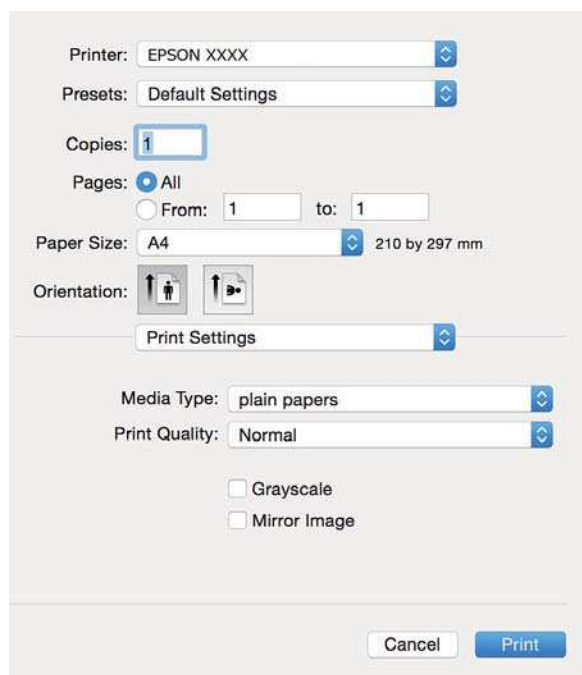 Printer: EPSON XXXX
Presets: Default Settings
Copies: 1
Pages: All
From: 1 to: 1
Paper Size: A4 210 by 297 mm
Orientation:
Print Settings
Media Type: plain papers
Print Quality: Normal
Grayscale
Mirror Image
Cancel Print